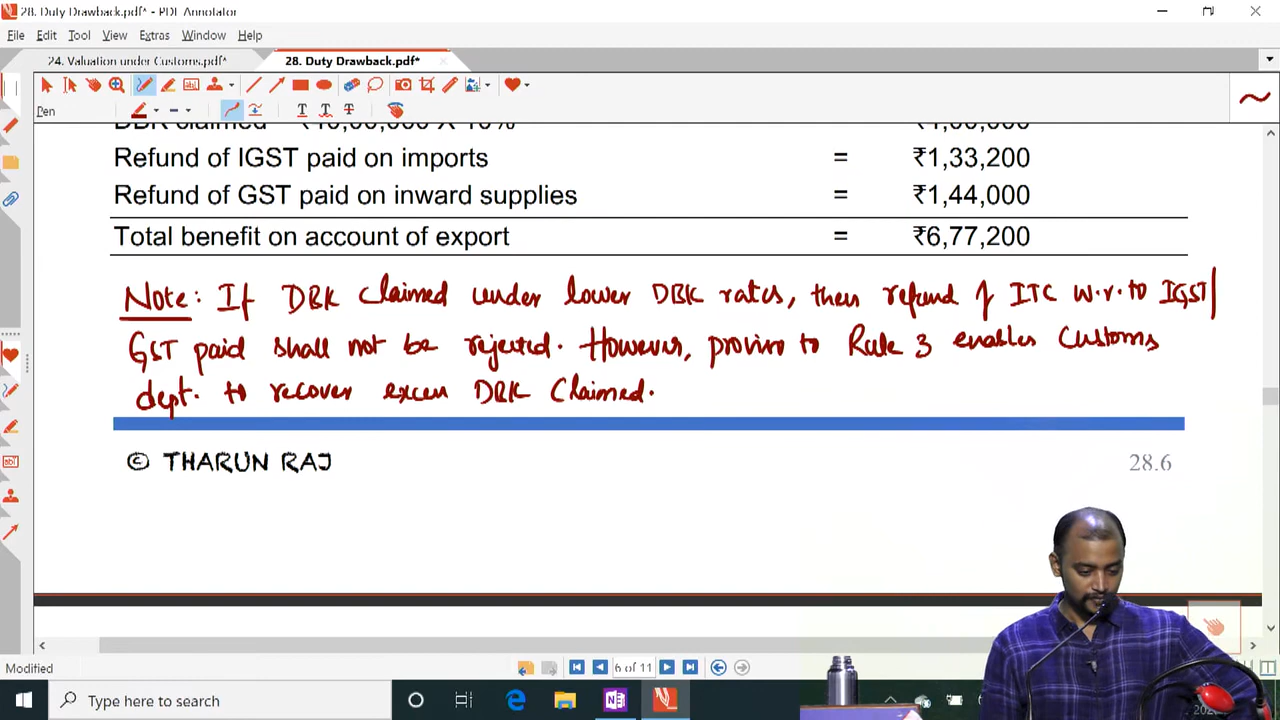 28. Duty Drawback.pdf* - PDF Annotator
File Edit Tool View Extras Window Help
24. Valuation under Customs.pdf* 28. Duty Drawback.pdf*
Pen
DBK claimed
Refund of IGST paid on imports = ₹1,33,200
Refund of GST paid on inward supplies = ₹1,44,000
Total benefit on account of export = ₹6,77,200
Note: If DBK claimed under lower DBK rates, then refund of ITC w.r.to IGST/
GST paid shall not be rejected. However, proviso to Rule 3 enables Customs
dept. to recover excess DBK claimed.
© THARUN RAJ 28.6
Modified 6 of 11
Type here to search